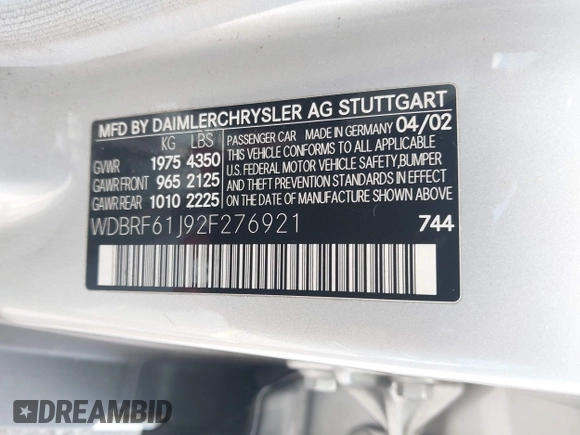 MFD BY DAIMLERCHRYSLER AG STUTTGART
KG LBS
GVWR 1975 4350
GAWR FRONT 965 2125
GAWR REAR 1010 2225
PASSENGER CAR MADE IN GERMANY 04/02
THIS VEHICLE CONFORMS TO ALL APPLICABLE
U.S. FEDERAL MOTOR VEHICLE SAFETY, BUMPER
AND THEFT PREVENTION STANDARDS IN EFFECT
ON THE DATE OF MANUFACTURE SHOWN ABOVE
WDBRF61J92F276921 744
DREAMBID